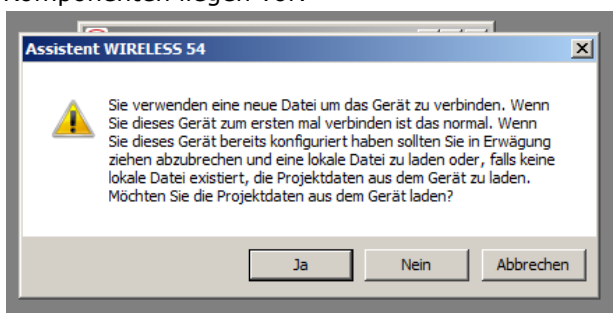 Komponenten liegen vor.
Assistent WIRELESS 54
Sie verwenden eine neue Datei um das Gerät zu verbinden. Wenn
Sie dieses Gerät zum ersten mal verbinden ist das normal. Wenn
Sie dieses Gerät bereits konfiguriert haben sollten Sie in Erwägung
ziehen abzubrechen und eine lokale Datei zu laden oder, falls keine
lokale Datei existiert, die Projektdaten aus dem Gerät zu laden.
Möchten Sie die Projektdaten aus dem Gerät laden?
Ja
Nein
Abbrechen